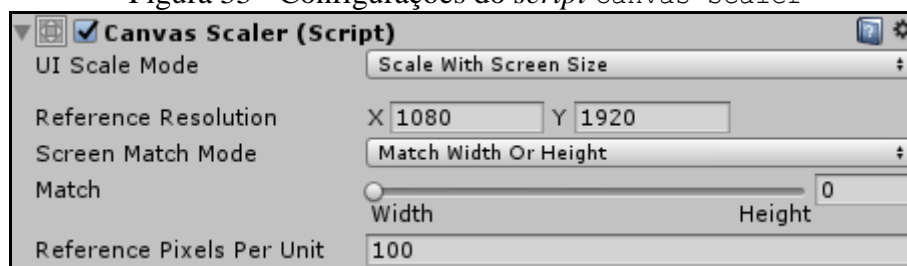 Figura 33 - Configurações do script Canvas Scaler
Canvas Scaler (Script)
UI Scale Mode Scale With Screen Size
Reference Resolution X 1080 Y 1920
Screen Match Mode Match Width Or Height
Match 0
Width Height
Reference Pixels Per Unit 100